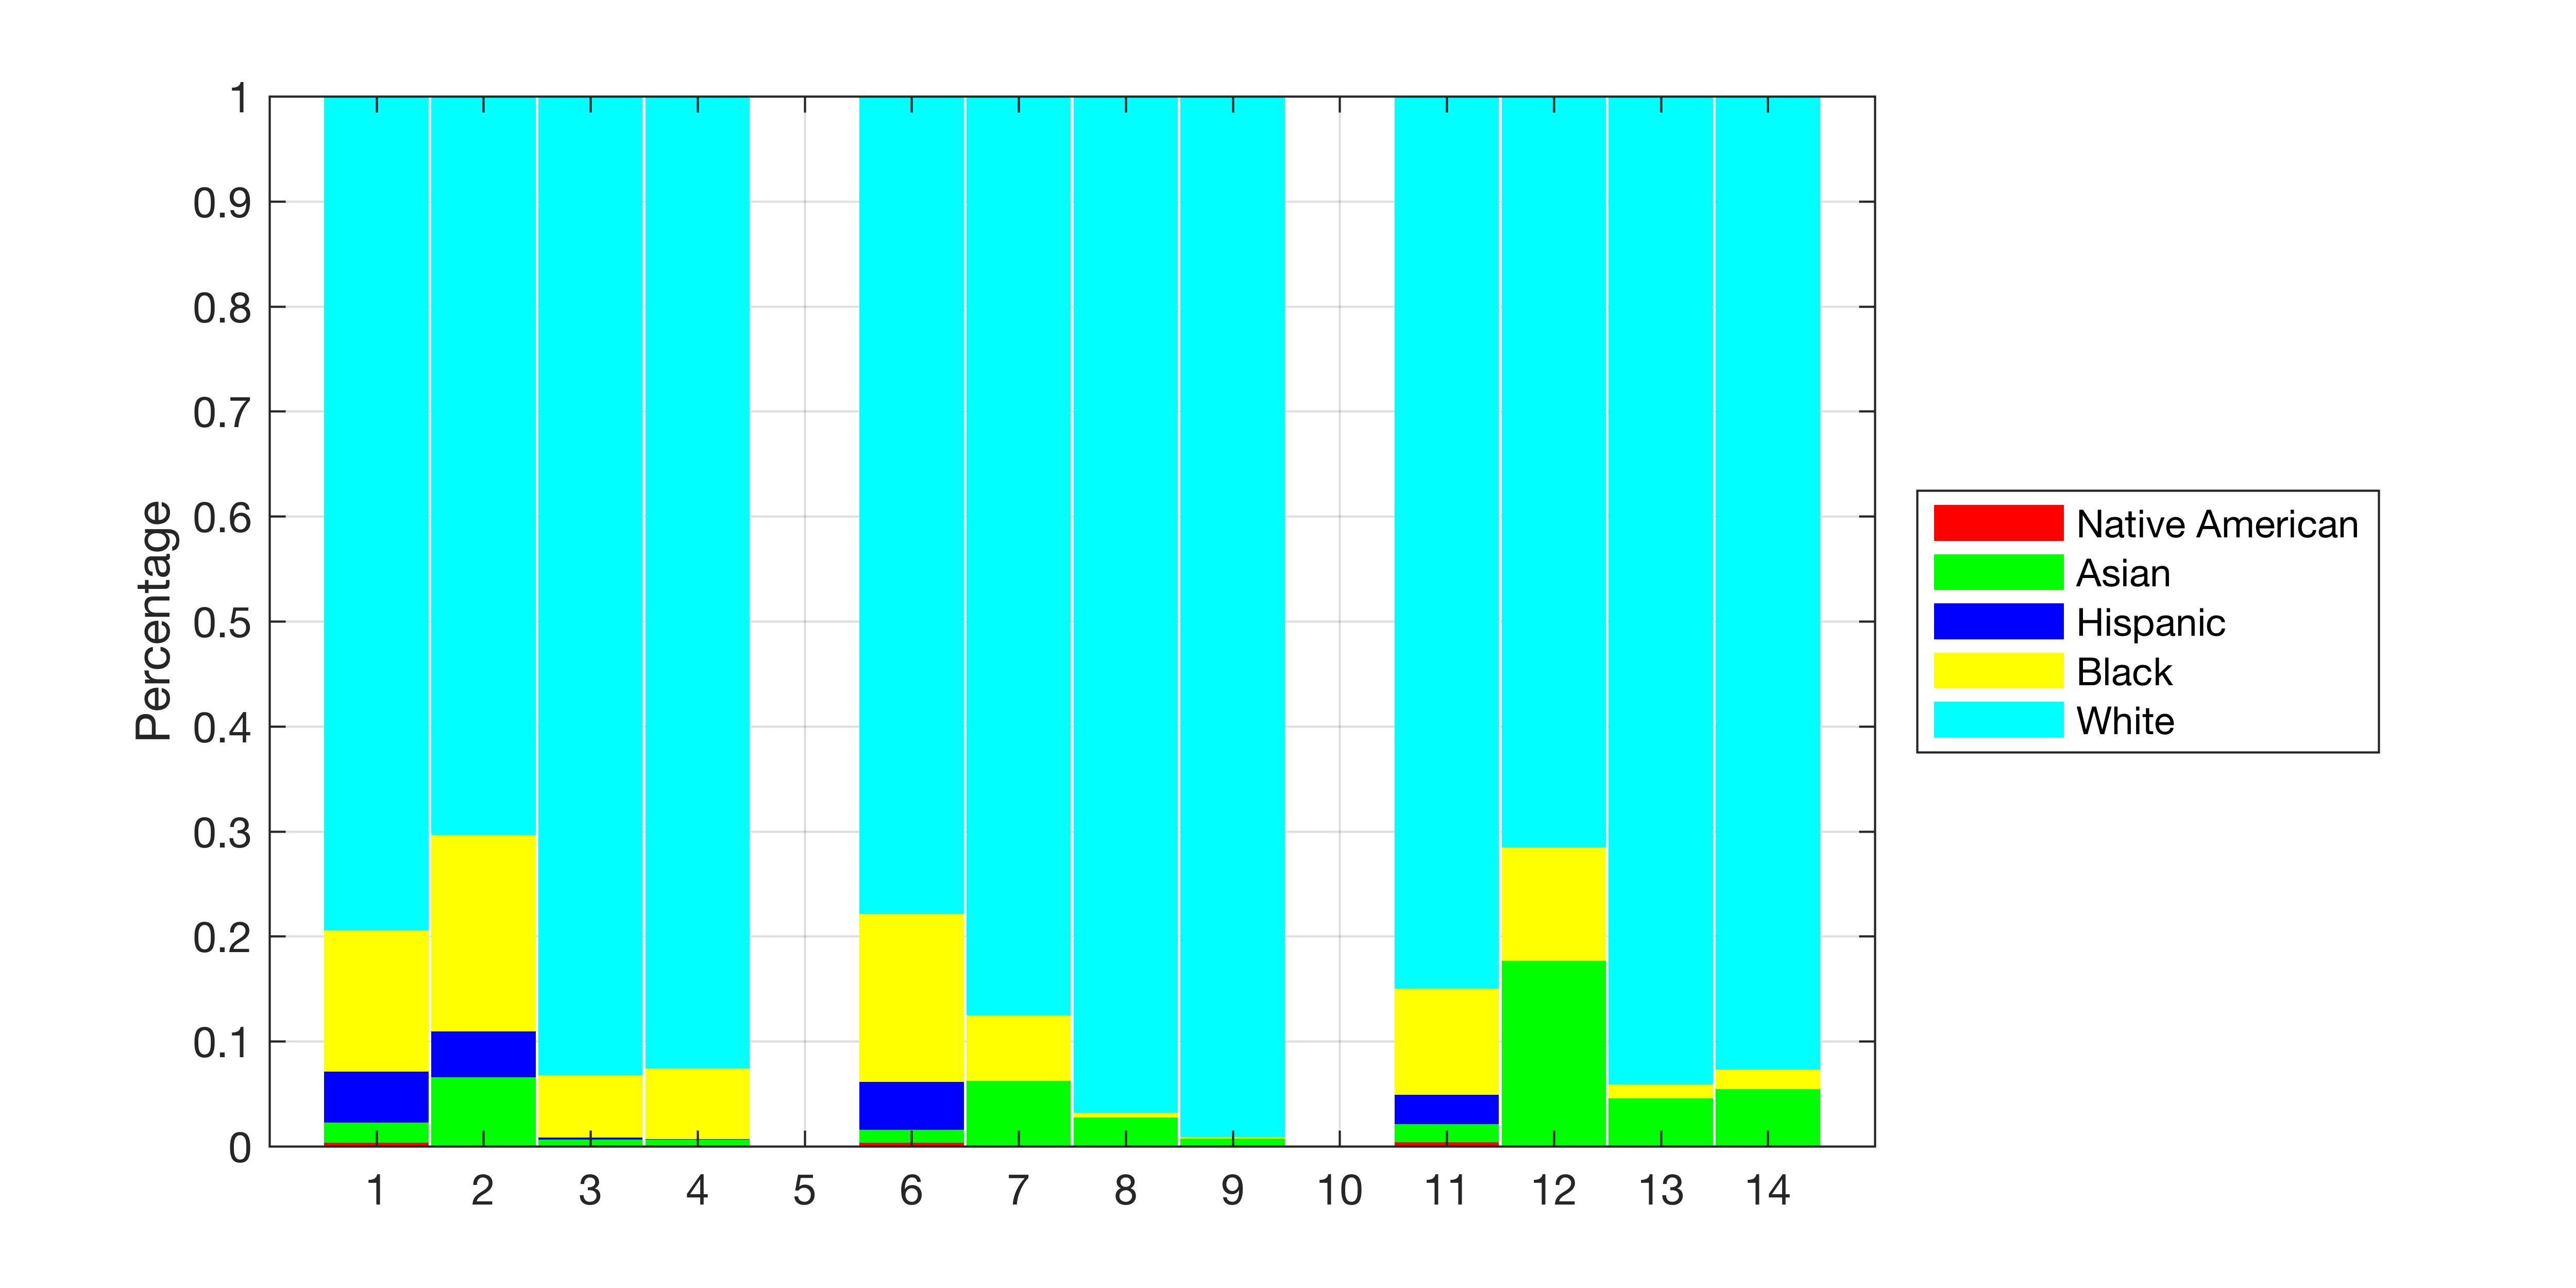 Percentage
1
0.9
0.8
0.7
0.6
0.5
0.4
0.3
0.2
0.1
0
1 2 3 4 5 6 7 8 9 10 11 12 13 14
Native American
Asian
Hispanic
Black
White